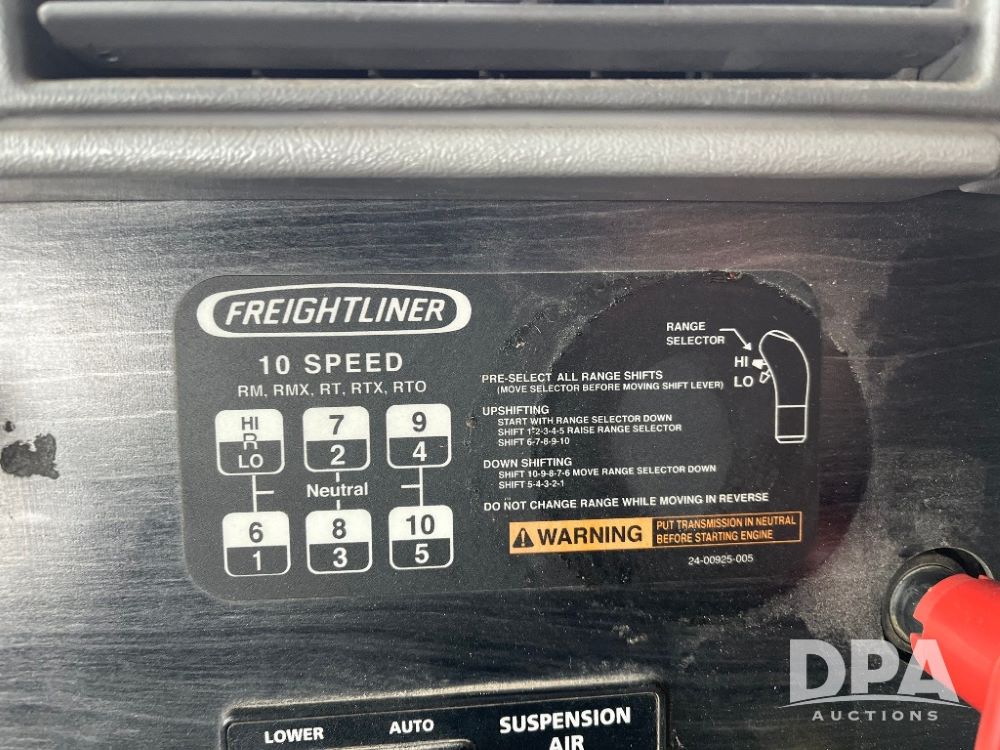 FREIGHTLINER
10 SPEED
RM, RMX, RT, RTX, RTO
HI
R
LO
7
2
9
4
Neutral
6
1
8
3
10
5
RANGE
SELECTOR
HI
LO
PRE-SELECT ALL RANGE SHIFTS
(MOVE SELECTOR BEFORE MOVING SHIFT LEVER)
UPSHIFTING
START WITH RANGE SELECTOR DOWN
SHIFT 1-2-3-4-5 RAISE RANGE SELECTOR
SHIFT 6-7-8-9-10
DOWN SHIFTING
SHIFT 10-9-8-7-6 MOVE RANGE SELECTOR DOWN
SHIFT 5-4-3-2-1
DO NOT CHANGE RANGE WHILE MOVING IN REVERSE
WARNING
PUT TRANSMISSION IN NEUTRAL
BEFORE STARTING ENGINE
24-00925-005
LOWER
AUTO
SUSPENSION
AIR
DPA
AUCTIONS